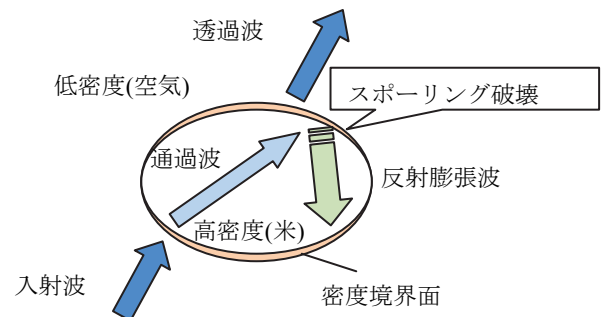 透過波
低密度(空気)
スポーリング破壊
通過波
反射膨張波
高密度(米)
入射波
密度境界面